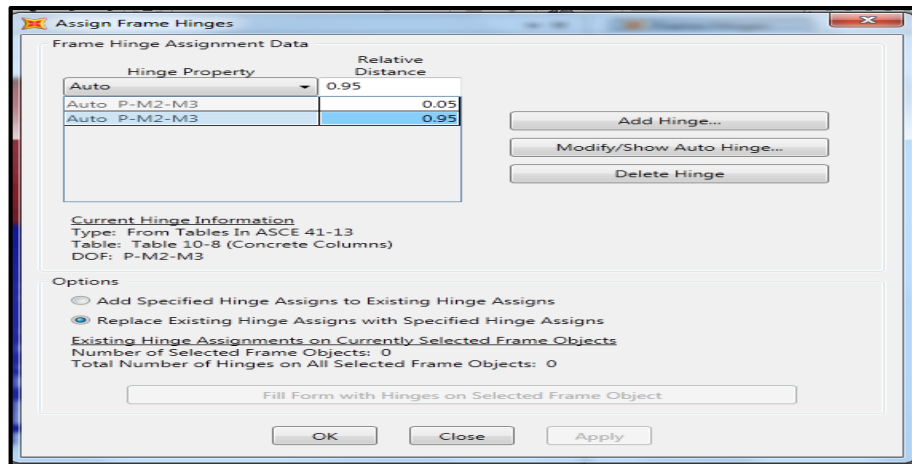 Assign Frame Hinges
Frame Hinge Assignment Data
Relative
Hinge Property Distance
Auto 0.95
Auto P-M2-M3 0.05
Auto P-M2-M3 0.95
Add Hinge...
Modify/Show Auto Hinge...
Delete Hinge
Current Hinge Information
Type: From Tables In ASCE 41-13
Table: Table 10-8 (Concrete Columns)
DOF: P-M2-M3
Options
Add Specified Hinge Assigns to Existing Hinge Assigns
Replace Existing Hinge Assigns with Specified Hinge Assigns
Existing Hinge Assignments on Currently Selected Frame Objects
Number of Selected Frame Objects: 0
Total Number of Hinges on All Selected Frame Objects: 0
Fill Form with Hinges on Selected Frame Object
OK Close Apply